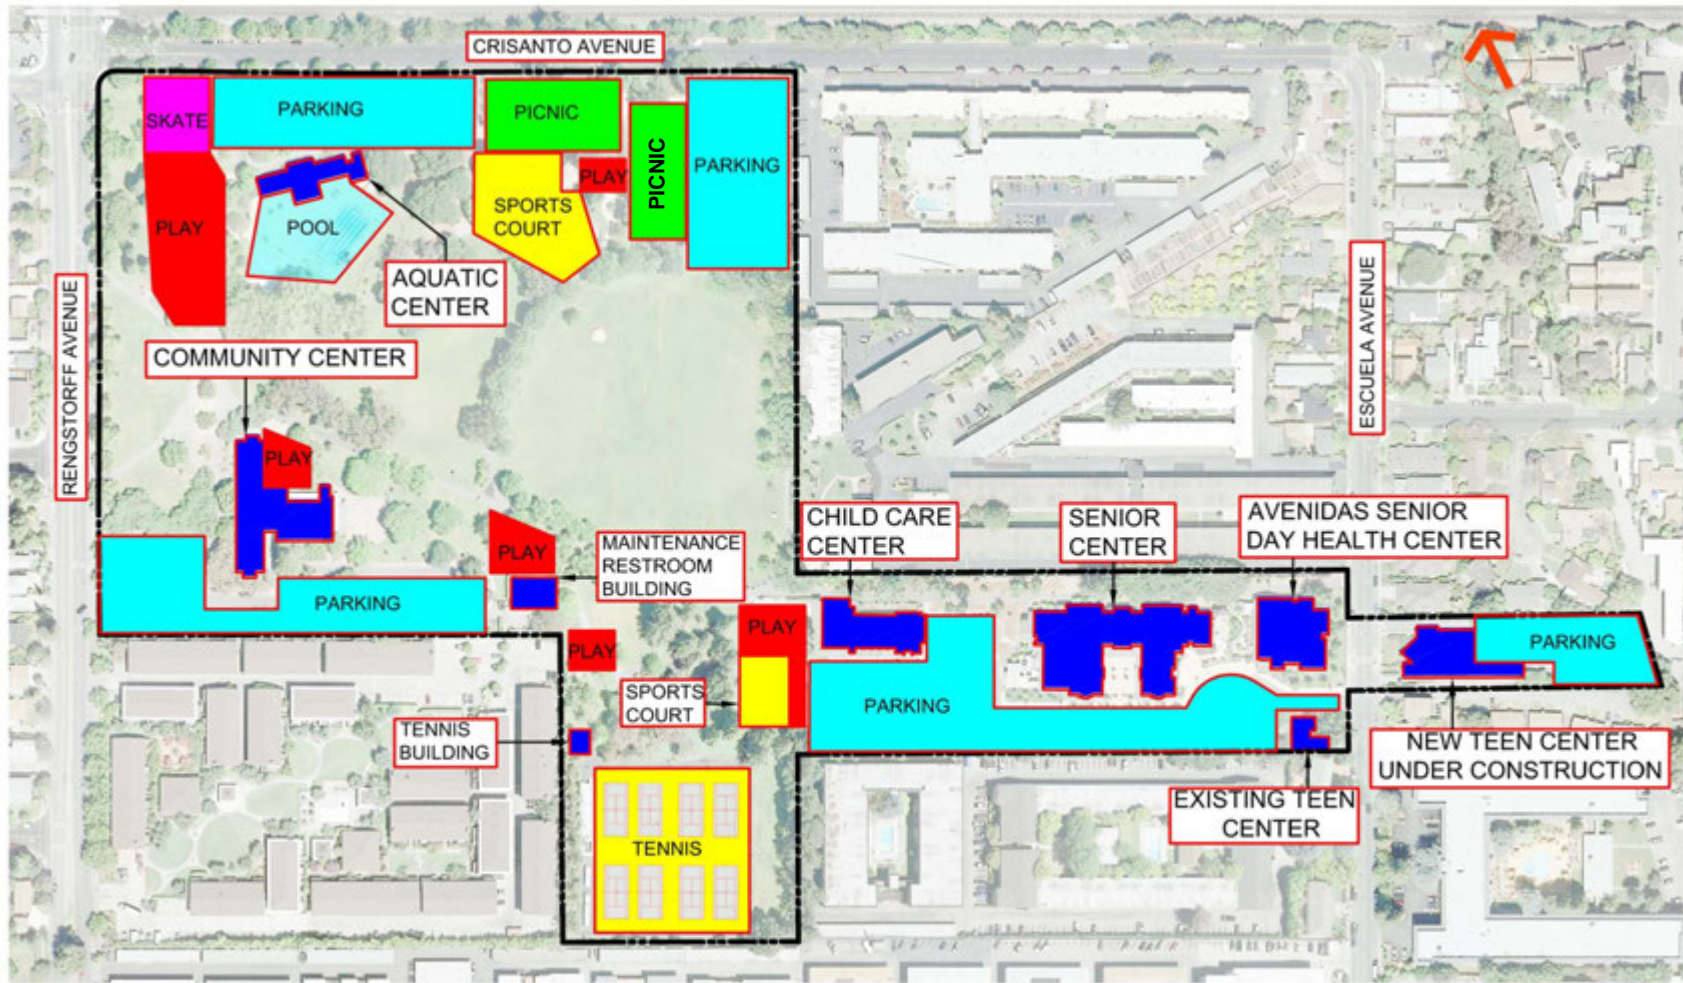 CRISANTO AVENUE
SKATE
PARKING
PICNIC
PICNIC
PARKING
PLAY
PLAY
POOL
SPORTS
COURT
AQUATIC
CENTER
RENGSTORFF AVENUE
ESCUELA AVENUE
COMMUNITY CENTER
PLAY
PLAY
MAINTENANCE
RESTROOM
BUILDING
CHILD CARE
CENTER
SENIOR
CENTER
AVENIDAS SENIOR
DAY HEALTH CENTER
PARKING
PLAY
PLAY
PARKING
SPORTS
COURT
PARKING
TENNIS
BUILDING
NEW TEEN CENTER
UNDER CONSTRUCTION
EXISTING TEEN
CENTER
TENNIS